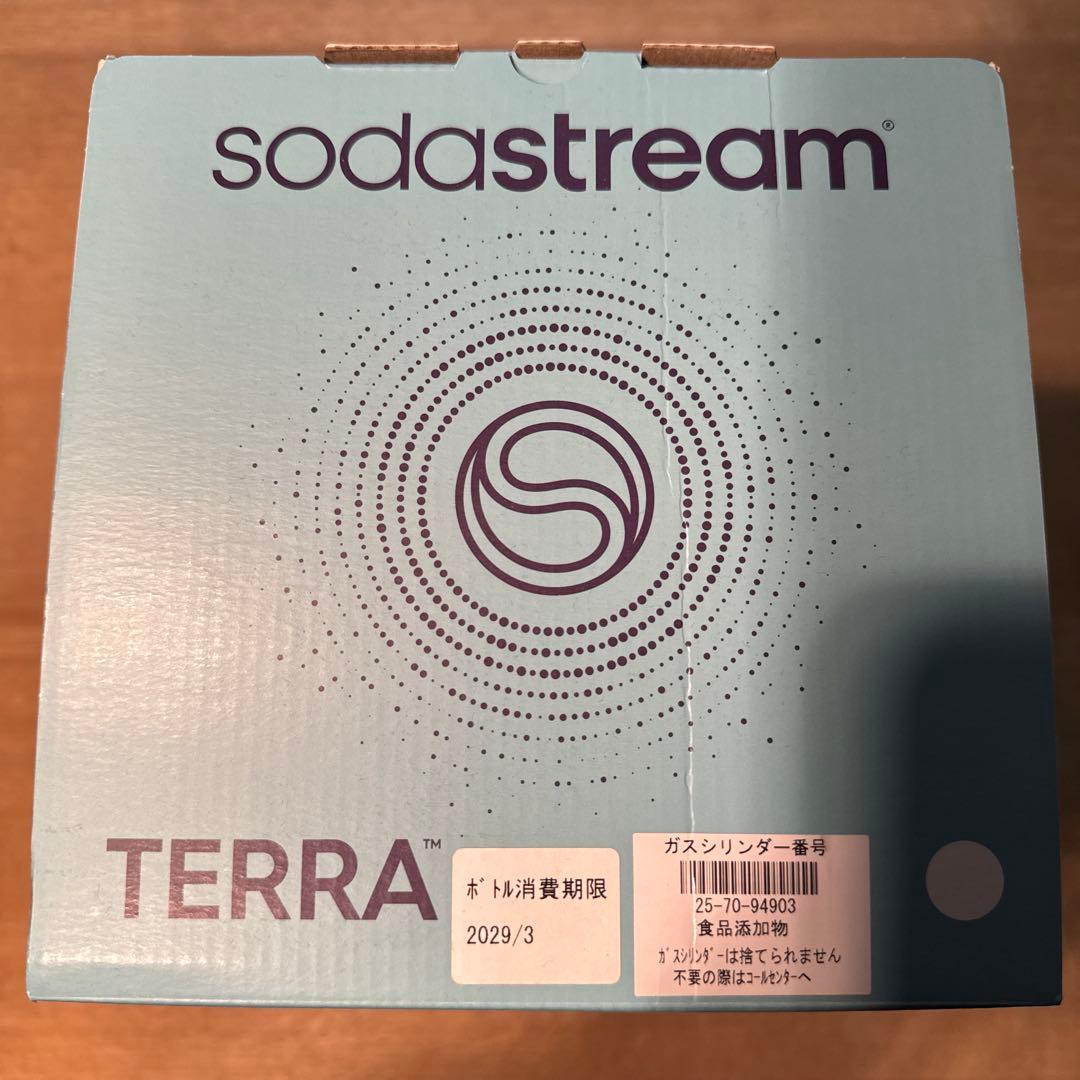 sodastream®
TERRA™
ﾎﾞﾄﾙ消費期限
2029/3
ガスシリンダー番号
25-70-94903
食品添加物
ｶﾞｽｼﾘﾝﾀﾞｰは捨てられません
不要の際はｺｰﾙｾﾝﾀｰへ